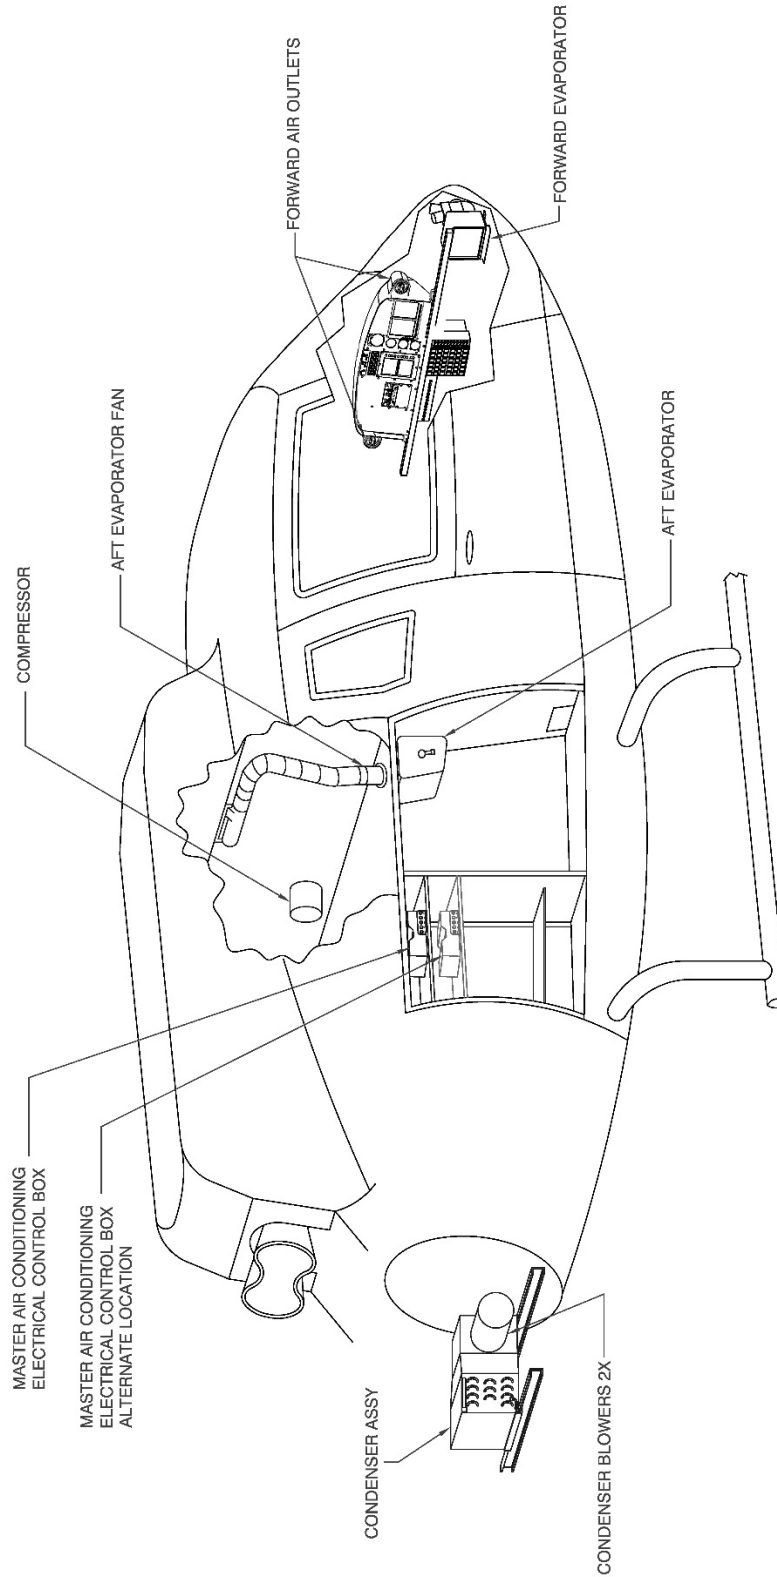 MASTER AIR CONDITIONING
ELECTRICAL CONTROL BOX
MASTER AIR CONDITIONING
ELECTRICAL CONTROL BOX
ALTERNATE LOCATION
COMPRESSOR
AFT EVAPORATOR FAN
FORWARD AIR OUTLETS
CONDENSER ASSY
CONDENSER BLOWERS 2X
AFT EVAPORATOR
FORWARD EVAPORATOR